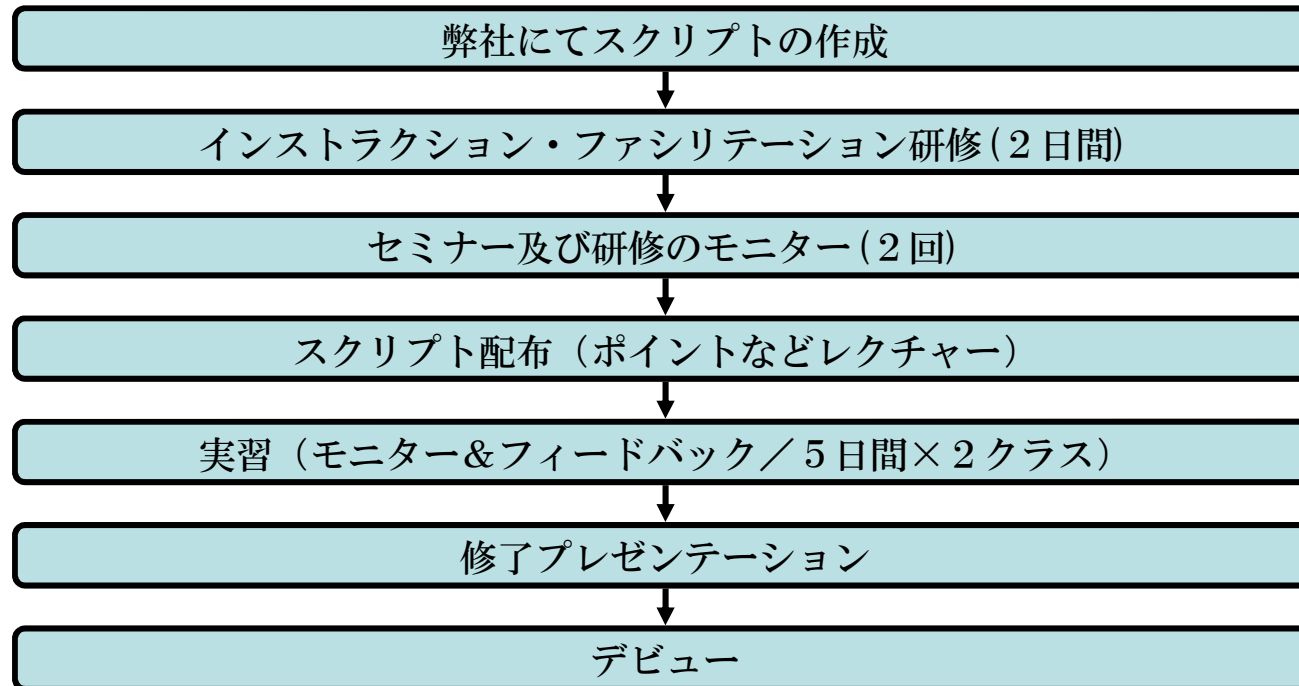 弊社にてスクリプトの作成
インストラクション・ファシリテーション研修(２日間)
セミナー及び研修のモニター(２回)
スクリプト配布（ポイントなどレクチャー）
実習（モニター＆フィードバック／５日間×２クラス）
修了プレゼンテーション
デビュー